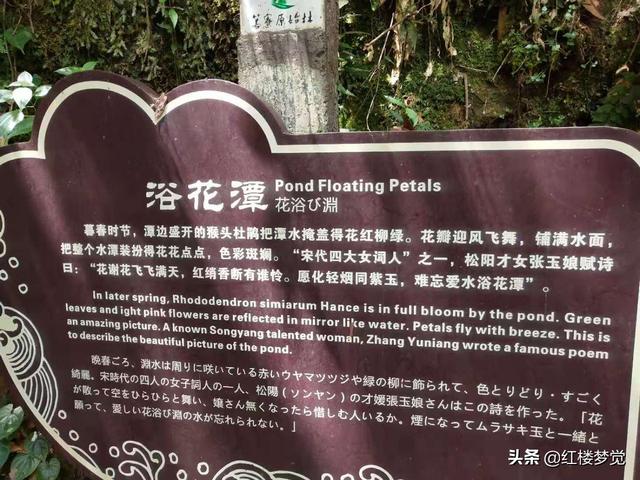 浴花潭 Pond Floating Petals
花浴び淵
暮春时节，潭边盛开的猴头杜鹃把潭水掩盖得花红柳绿。花瓣迎风飞舞，铺满水面，
把整个水潭装扮得花花点点，色彩斑斓。“宋代四大女词人”之一，松阳才女张玉娘赋诗
曰：“花谢花飞飞满天，红绡香断有谁怜。愿化轻烟同紫玉，难忘爱水浴花潭”。
In later spring, Rhododendron simiarum Hance is in full bloom by the pond. Green
leaves and ight pink flowers are reflected in mirror like water. Petals fly with breeze. This is
an amazing picture. A known Songyang talented woman, Zhang Yuniang wrote a famous poem
to describe the beautiful picture of the pond.
晩春ごろ、淵水は周りに咲いている赤いウヤマツツジや緑の柳に飾られて、色とりどり・すごく
綺麗。宋時代の四人の女子詞人の一人、松陽（ソンヤン）の才媛張玉娘さんはこの詩を作った。「花
が散って空をひらひらと舞い、嬢さん無くなったら惜しむ人いるか。煙になってムラサキ玉と一緒と
願って、愛しい花浴び淵の水が忘れられない。」
头条 @红楼梦觉